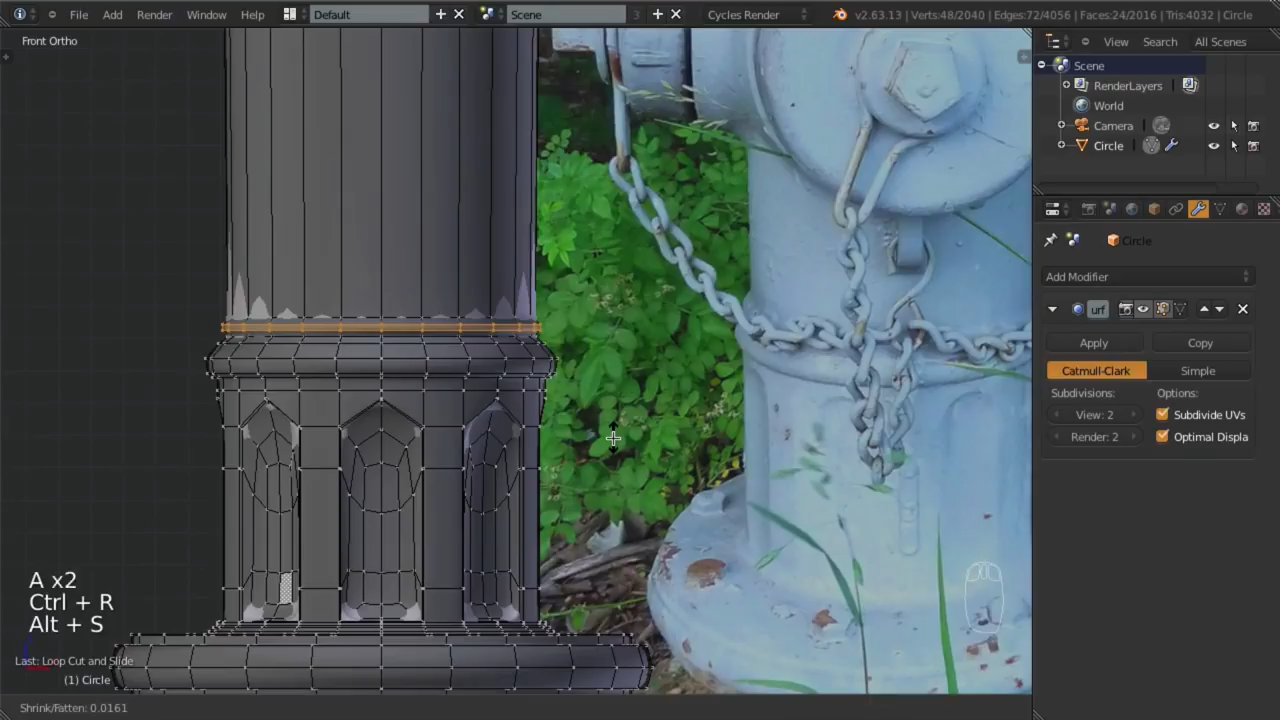 File Add Render Window Help Default Scene 3 Cycles Render v2.63.13 | Verts:48/2040 | Edges:72/4056 | Faces:24/2016 | Tris:4032 | Circle
Front Ortho
View Search All Scenes
Scene
RenderLayers
World
Camera
Circle
Circle
Add Modifier
urf
Apply Copy
Catmull-Clark Simple
Subdivisions: Options:
View: 2 Subdivide UVs
Render: 2 Optimal Displa
A x2
Ctrl + R
Alt + S
Last: Loop Cut and Slide
(1) Circle
Shrink/Fatten: 0.0161